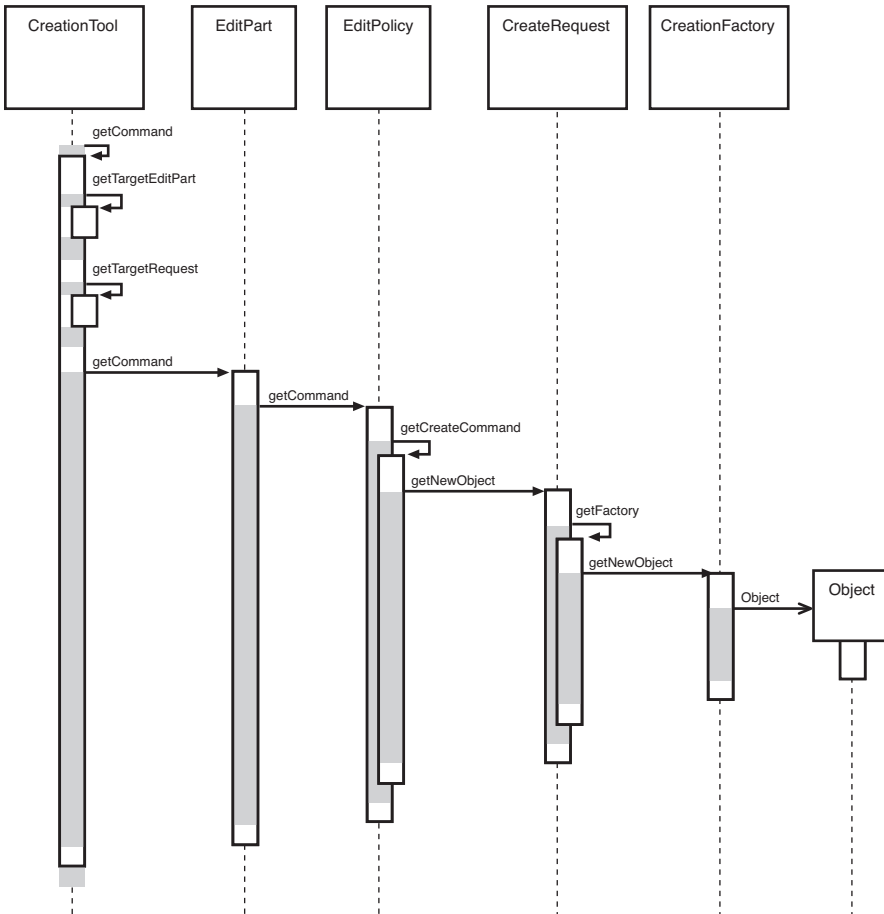 CreationTool
EditPart
EditPolicy
CreateRequest
CreationFactory
getCommand
getTargetEditPart
getTargetRequest
getCommand
getCommand
getCreateCommand
getNewObject
getFactory
getNewObject
Object
Object